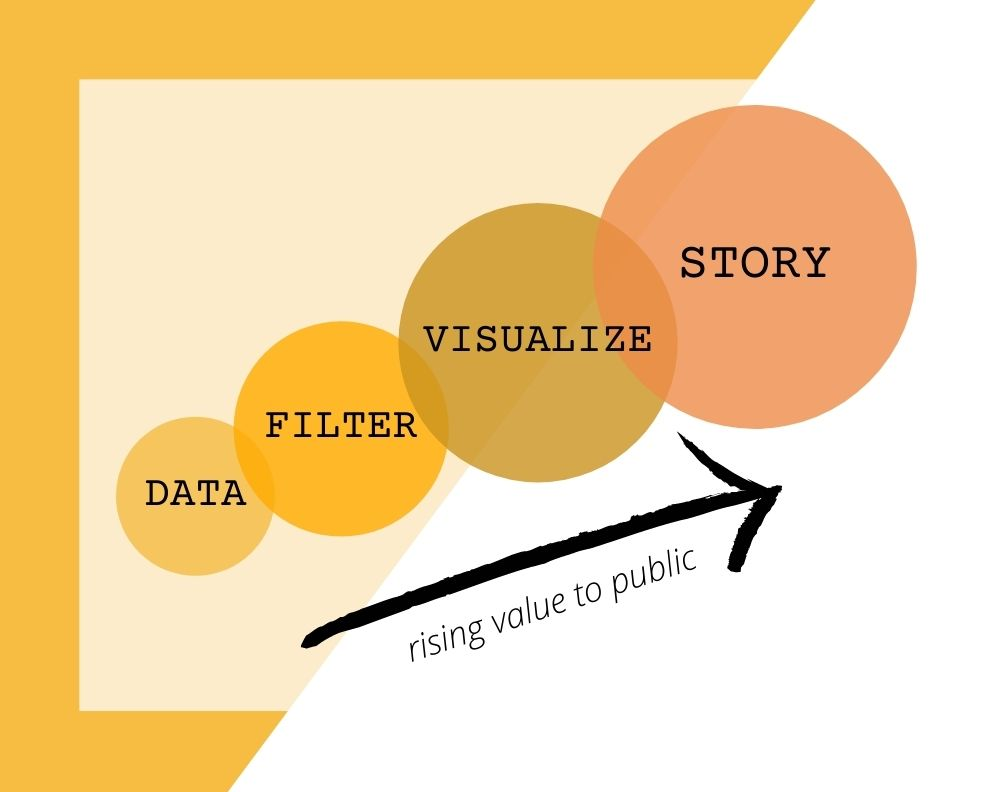 DATA
FILTER
VISUALIZE
STORY
rising value to public